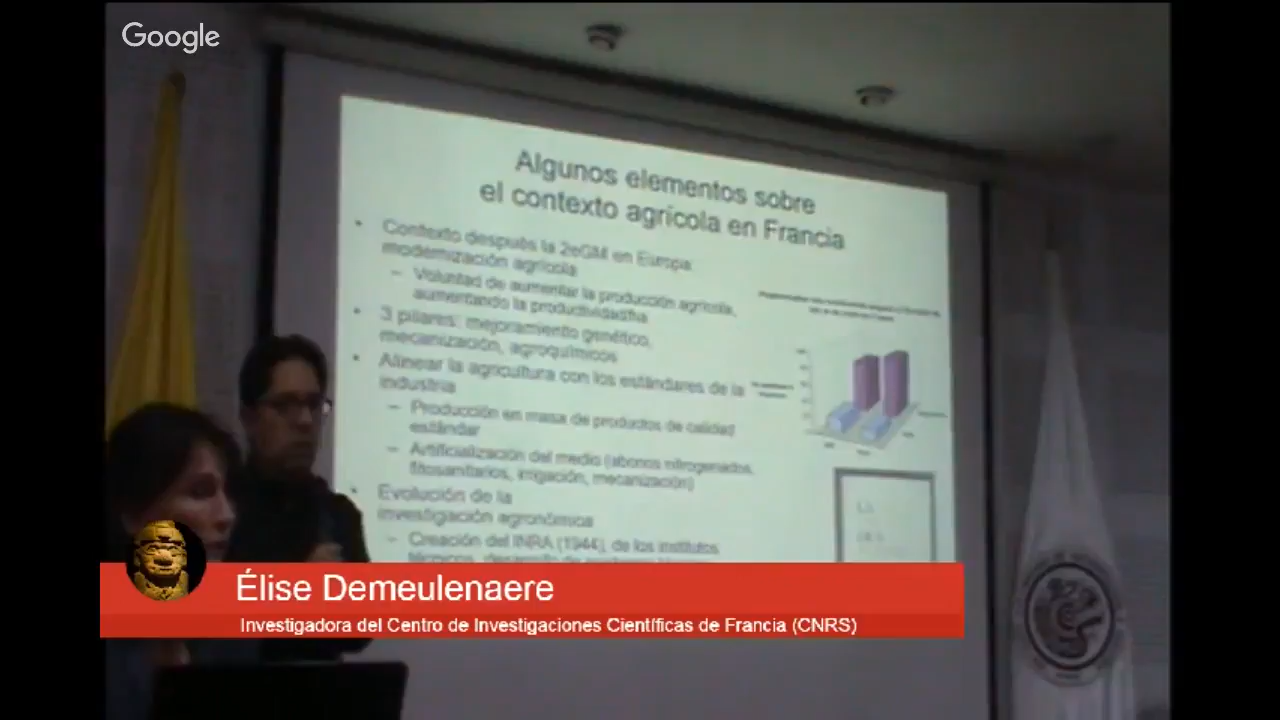 Google
Algunos elementos sobre
el contexto agrícola en Francia
• Contexto después la 2eGM en Europa:
modernización agrícola
– Voluntad de aumentar la producción agrícola,
aumentando la productividad/ha
• 3 pilares: mejoramiento genético,
mecanización, agroquímicos
• Alinear la agricultura con los estándares de la
industria
– Producción en masa de productos de calidad
estándar
– Artificialización del medio (abonos nitrogenados,
fitosanitarios, irrigación, mecanización)
• Evolución de la
investigación agronómica
– Creación del INRA (1944), de los institutos
Élise Demeulenaere
Investigadora del Centro de Investigaciones Científicas de Francia (CNRS)